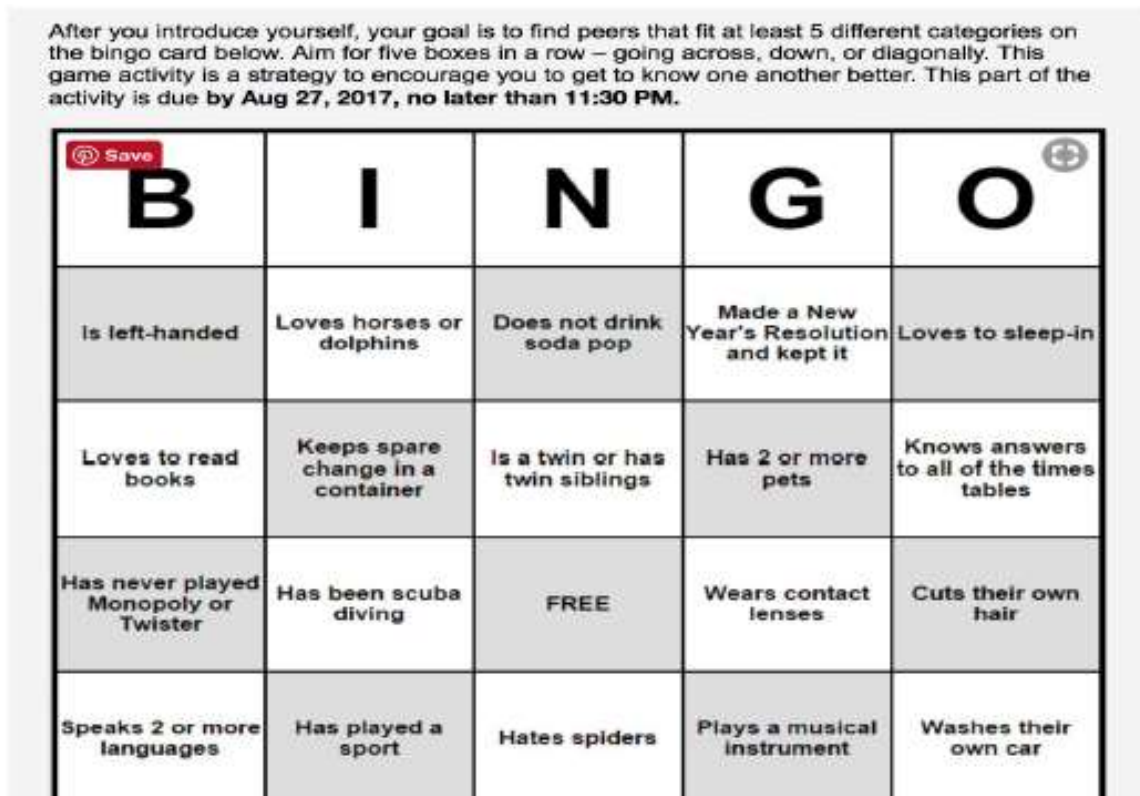 After you introduce yourself, your goal is to find peers that fit at least 5 different categories on
the bingo card below. Aim for five boxes in a row – going across, down, or diagonally. This
game activity is a strategy to encourage you to get to know one another better. This part of the
activity is due by Aug 27, 2017, no later than 11:30 PM.
Save
B I N G O
Is left-handed
Loves horses or
dolphins
Does not drink
soda pop
Made a New
Year's Resolution
and kept it
Loves to sleep-in
Loves to read
books
Keeps spare
change in a
container
Is a twin or has
twin siblings
Has 2 or more
pets
Knows answers
to all of the times
tables
Has never played
Monopoly or
Twister
Has been scuba
diving
FREE
Wears contact
lenses
Cuts their own
hair
Speaks 2 or more
languages
Has played a
sport
Hates spiders
Plays a musical
instrument
Washes their
own car